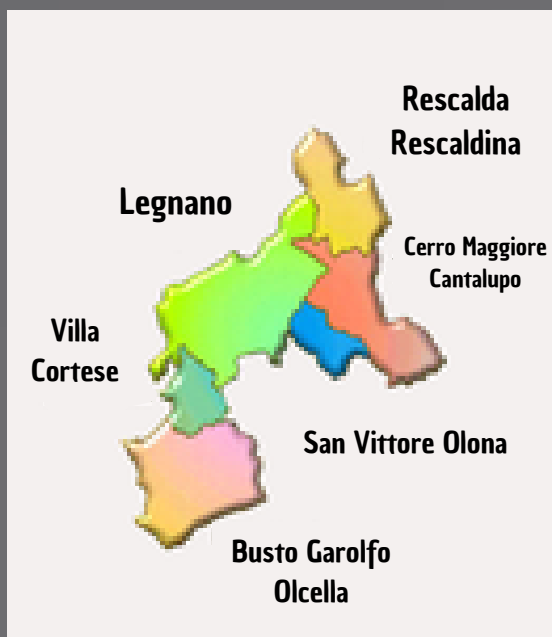 Rescalda
Rescaldina
Legnano
Cerro Maggiore
Cantalupo
Villa
Cortese
San Vittore Olona
Busto Garolfo
Olcella